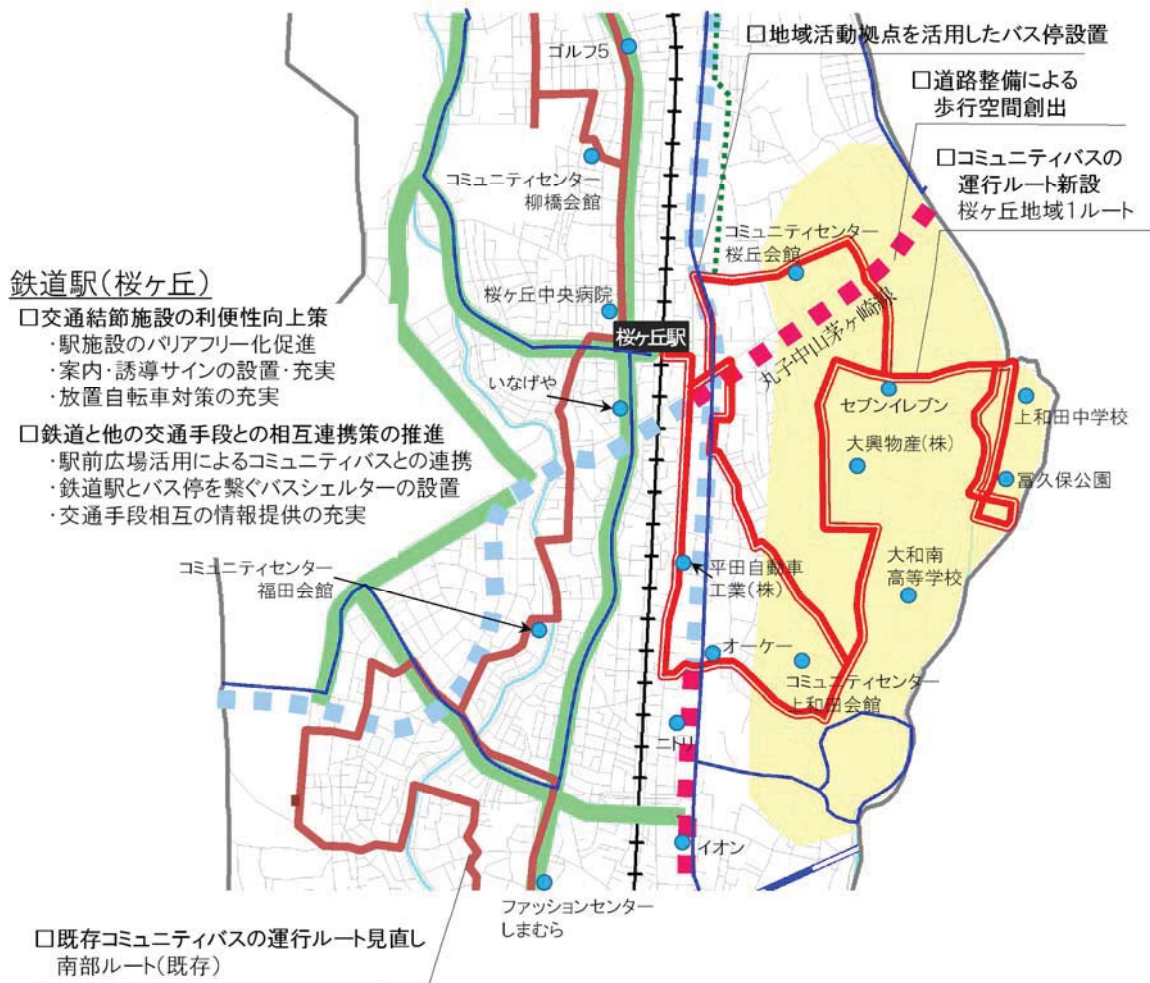 □地域活動拠点を活用したバス停設置
□道路整備による
歩行空間創出
□コミュニティバスの
運行ルート新設
桜ヶ丘地域1ルート
ゴルフ5
コミュニティセンター
柳橋会館
コミュニティセンター
桜丘会館
鉄道駅(桜ヶ丘)
□交通結節施設の利便性向上策
・駅施設のバリアフリー化促進
・案内・誘導サインの設置・充実
・放置自転車対策の充実
□鉄道と他の交通手段との相互連携策の推進
・駅前広場活用によるコミュニティバスとの連携
・鉄道駅とバス停を繋ぐバスシェルターの設置
・交通手段相互の情報提供の充実
桜ヶ丘中央病院
桜ヶ丘駅
いなげや
丸子中山茅ヶ崎線
セブンイレブン
上和田中学校
大興物産(株)
冨久保公園
コミュニティセンター
福田会館
平田自動車
工業(株)
大和南
高等学校
オーケー
コミュニティセンター
上和田会館
ニトリ
イオン
ファッションセンター
しまむら
□既存コミュニティバスの運行ルート見直し
南部ルート(既存)